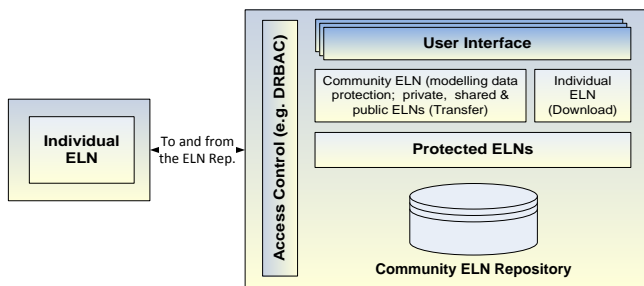 Individual
ELN
To and from
the ELN Rep.
Access Control (e.g. DRBAC)
User Interface
Community ELN (modelling data
protection; private, shared &
public ELNs (Transfer)
Individual
ELN
(Download)
Protected ELNs
Community ELN Repository